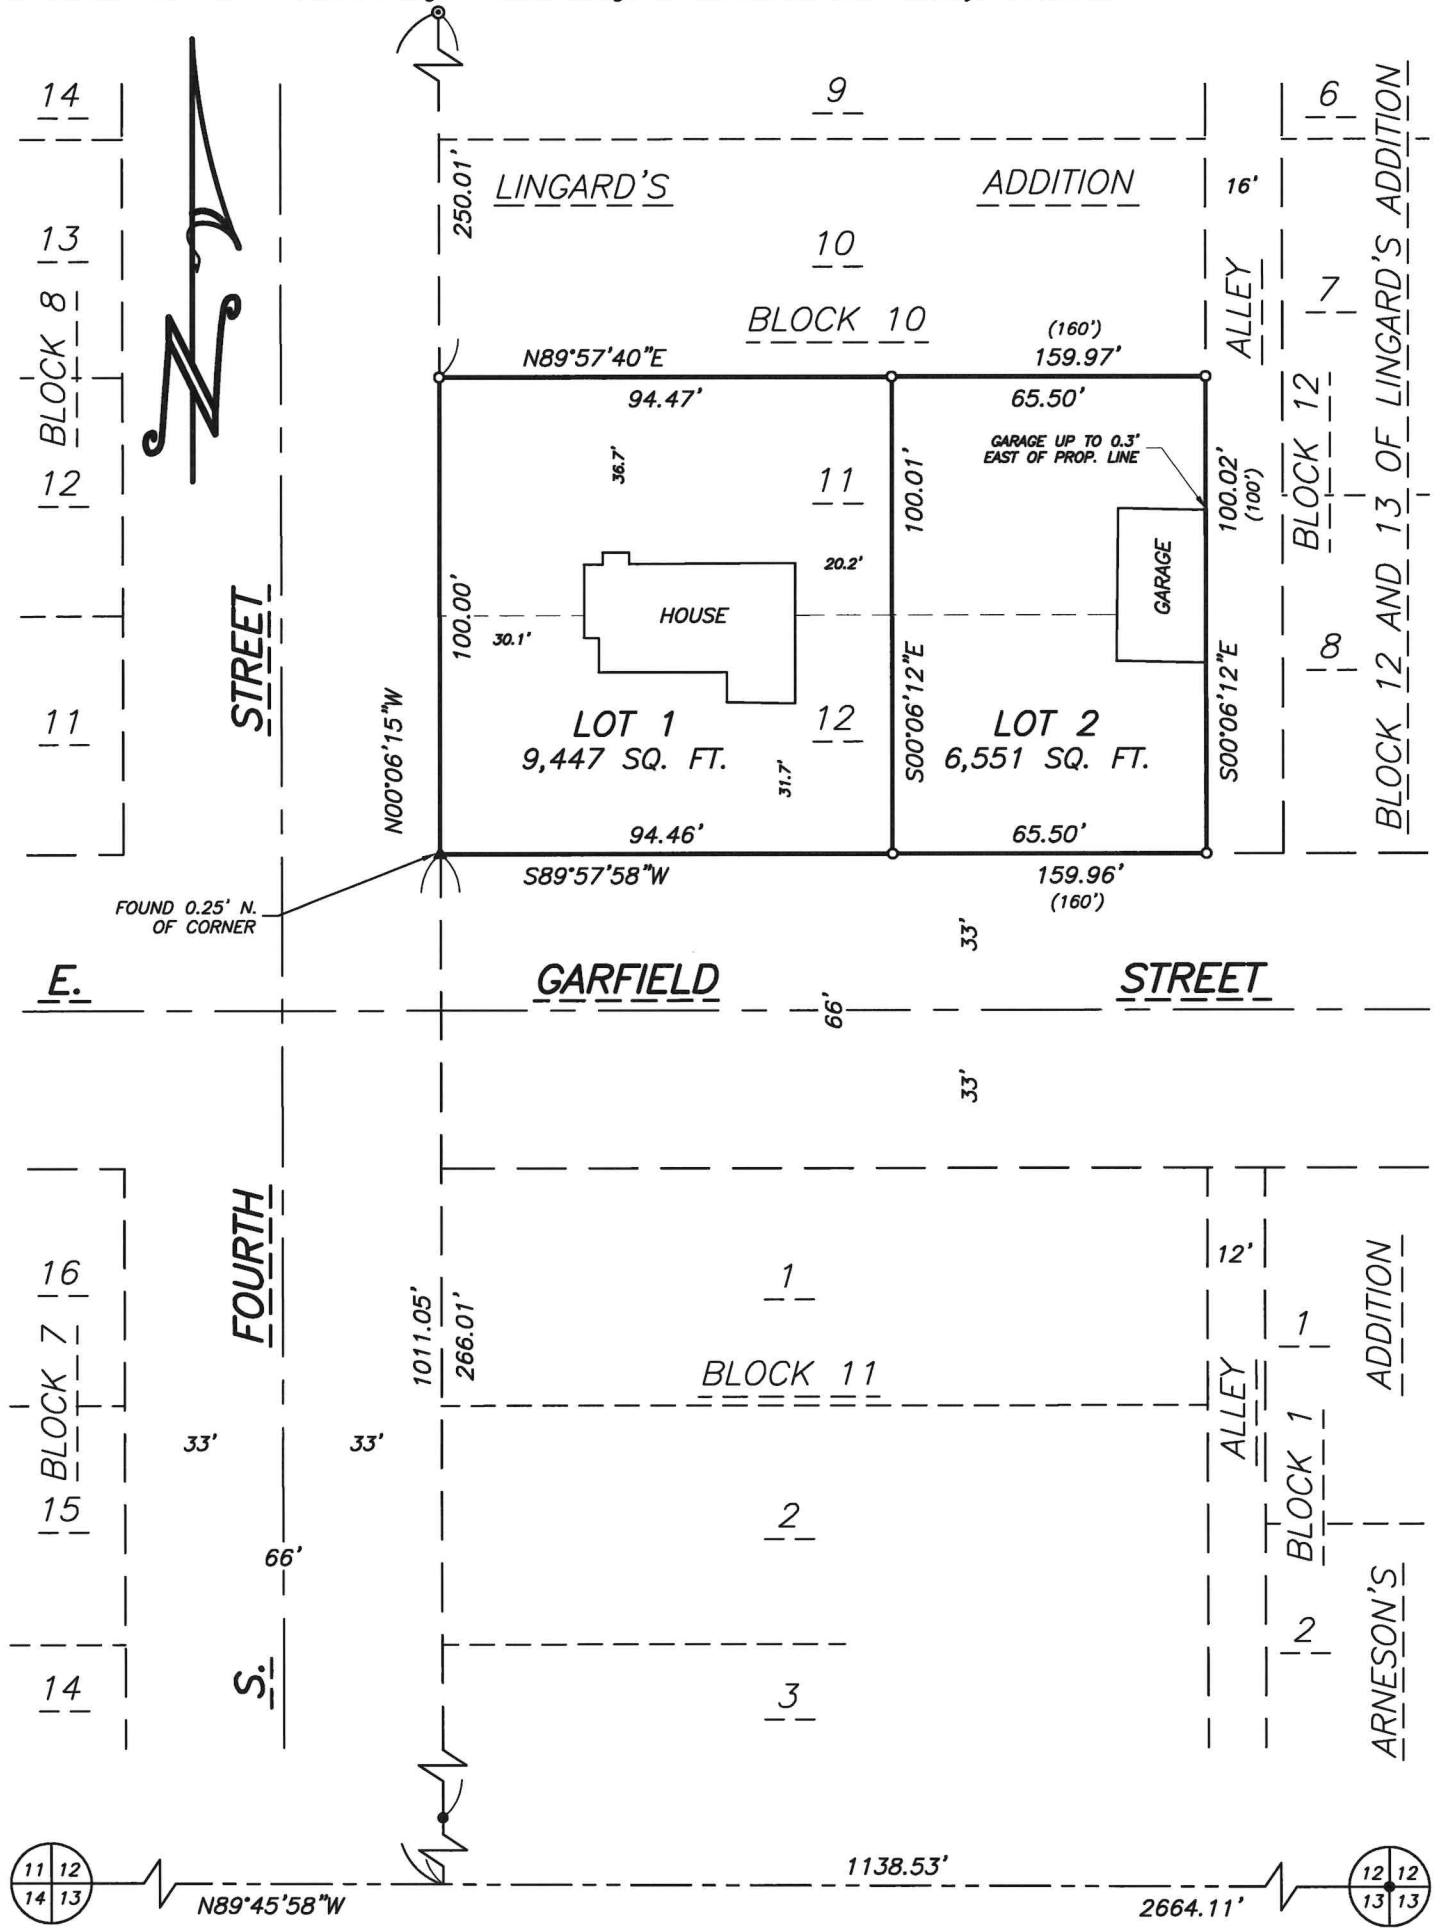 14
9
6
BLOCK 12 AND 13 OF LINGARD'S ADDITION
250.01'
LINGARD'S
ADDITION
16'
13
10
ALLEY
7
BLOCK 8
N
BLOCK 10
(160')
N89°57'40"E
159.97'
94.47'
65.50'
BLOCK 12
12
36.7'
11
100.01'
GARAGE UP TO 0.3'
EAST OF PROP. LINE
100.02'
(100')
20.2'
STREET
100.00'
30.1'
HOUSE
GARAGE
8
11
N00°06'15"W
LOT 1
9,447 SQ. FT.
12
31.7'
S00°06'12"E
LOT 2
6,551 SQ. FT.
S00°06'12"E
94.46'
65.50'
S89°57'58"W
159.96'
(160')
FOUND 0.25' N.
OF CORNER
33'
E.
GARFIELD
STREET
66'
33'
16
FOURTH
1
12'
ADDITION
1011.05'
266.01'
1
BLOCK 7
BLOCK 11
ALLEY
33'
33'
BLOCK 1
15
2
66'
ARNESON'S
2
14
S.
3
11 12
14 13
1138.53'
12 12
13 13
N89°45'58"W
2664.11'